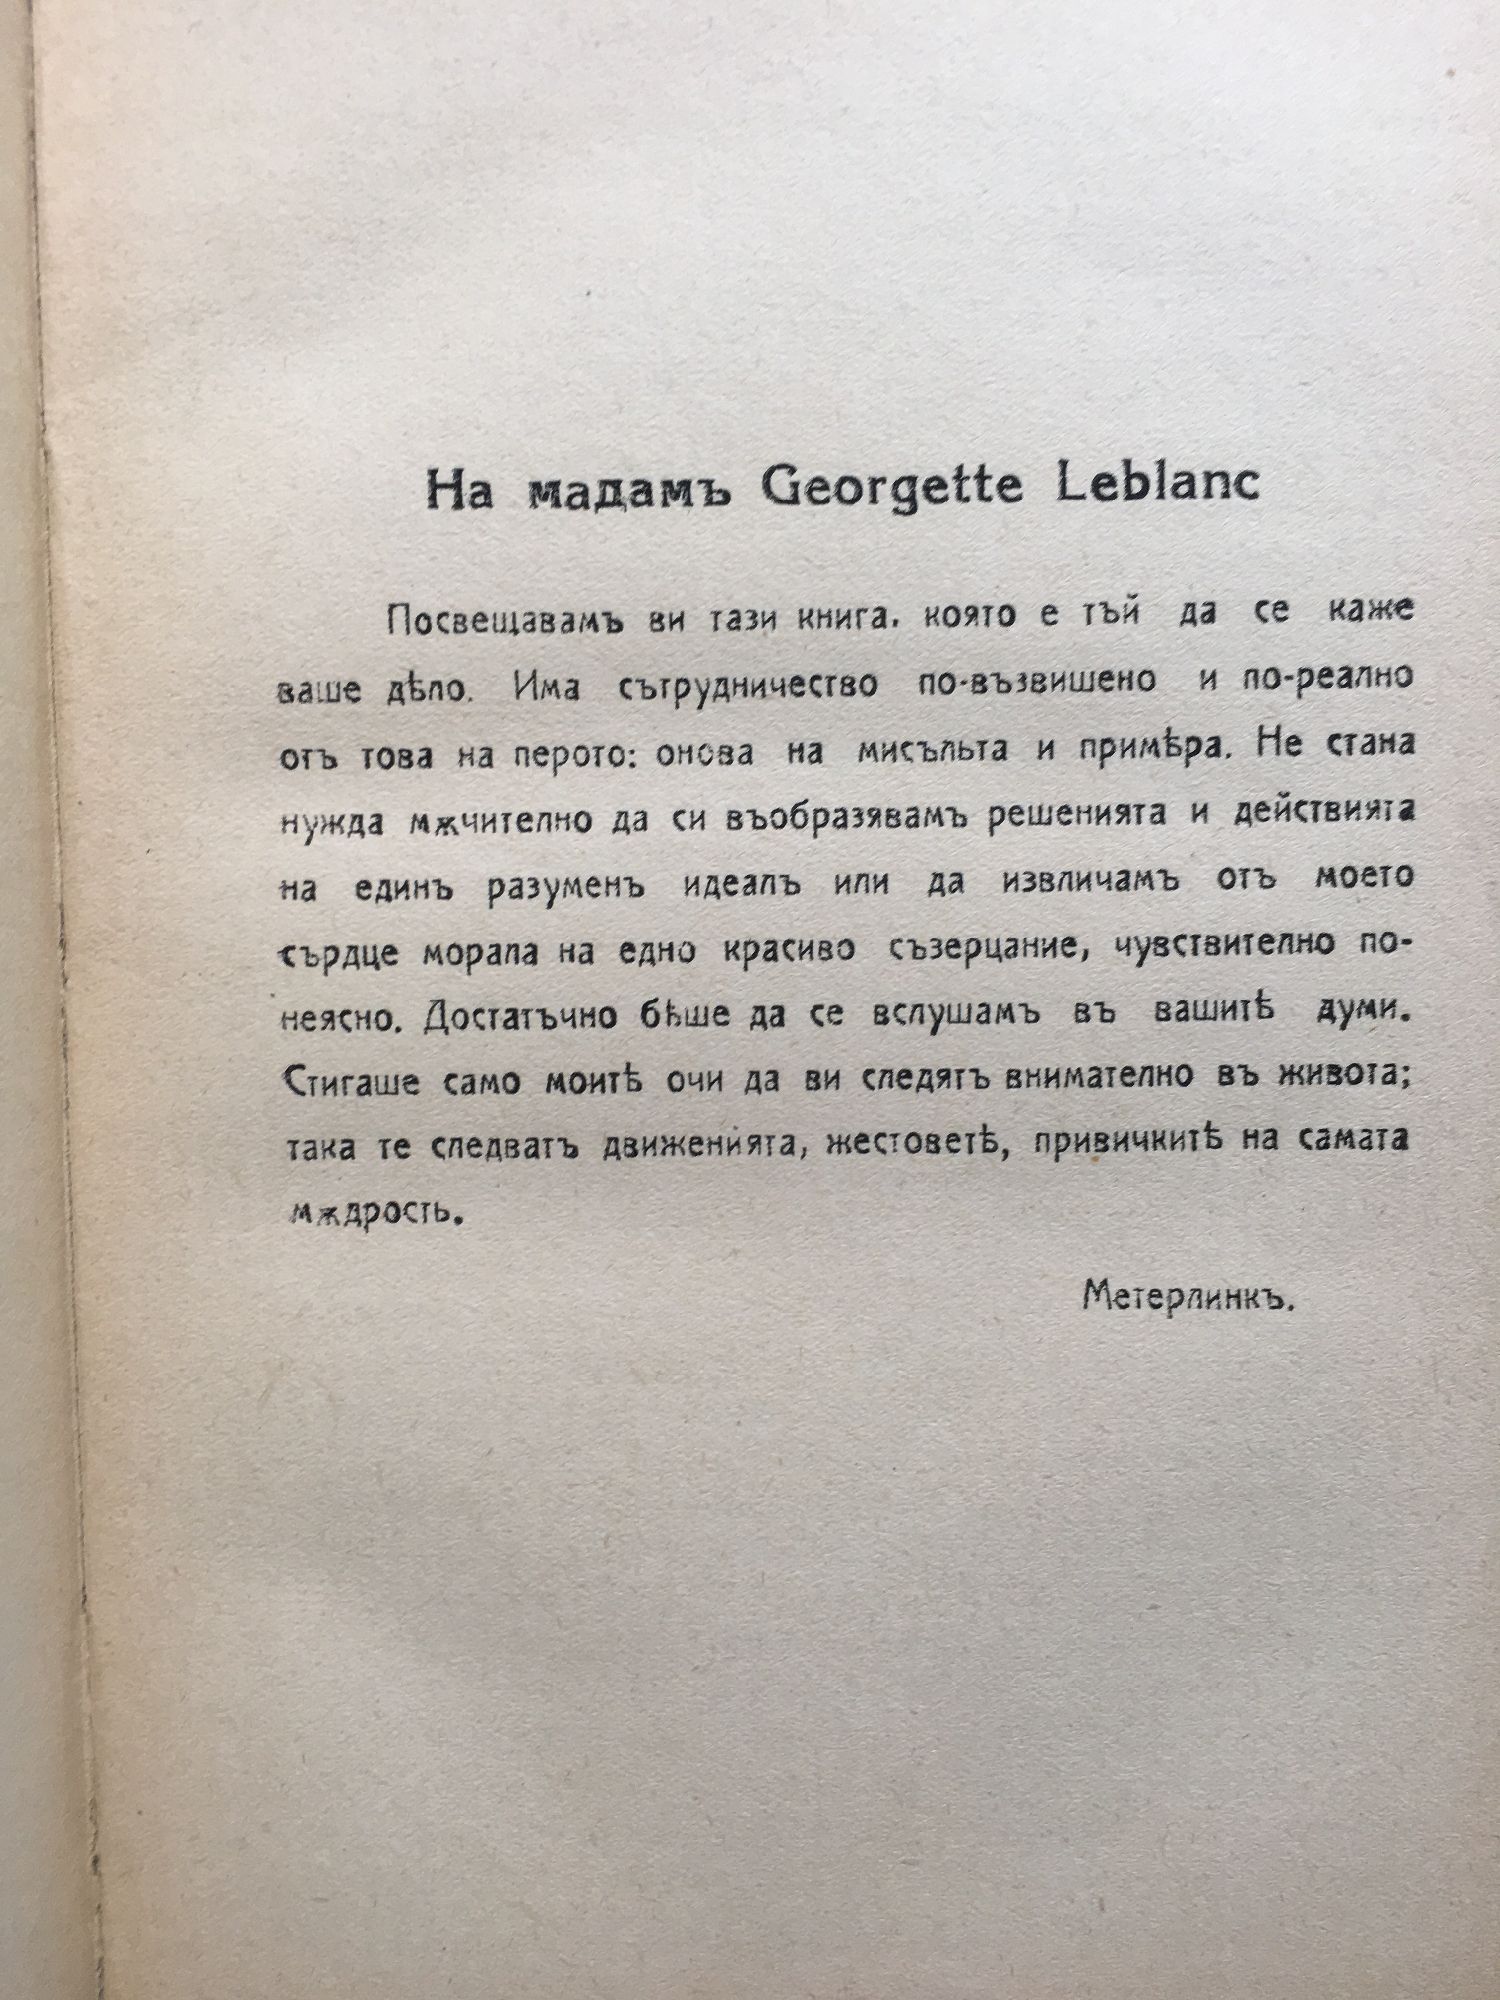 На мадамъ Georgette Leblanc
Посвещавамъ ви тази книга. която е тъй да се каже
ваше дѣло. Има сътрудничество по-възвишено и по-реално
отъ това на перото: онова на мисъльта и примѣра. Не стана
нужда мѫчително да си въобразявамъ решенията и действията
на единъ разуменъ идеалъ или да извличамъ отъ моето
сърдце морала на едно красиво съзерцание, чувствително по-
неясно. Достатъчно бѣше да се вслушамъ въ вашитѣ думи.
Стигаше само моитѣ очи да ви следятъ внимателно въ живота;
така те следватъ движенията, жестоветѣ, привичкитѣ на самата
мѫдрость.
Метерлинкъ.